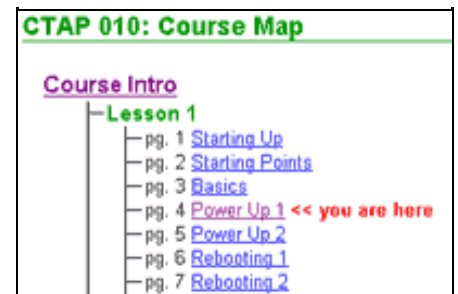 CTAP 010: Course Map
Course Intro
Lesson 1
pg. 1 Starting Up
pg. 2 Starting Points
pg. 3 Basics
pg. 4 Power Up 1 << you are here
pg. 5 Power Up 2
pg. 6 Rebooting 1
pg. 7 Rebooting 2